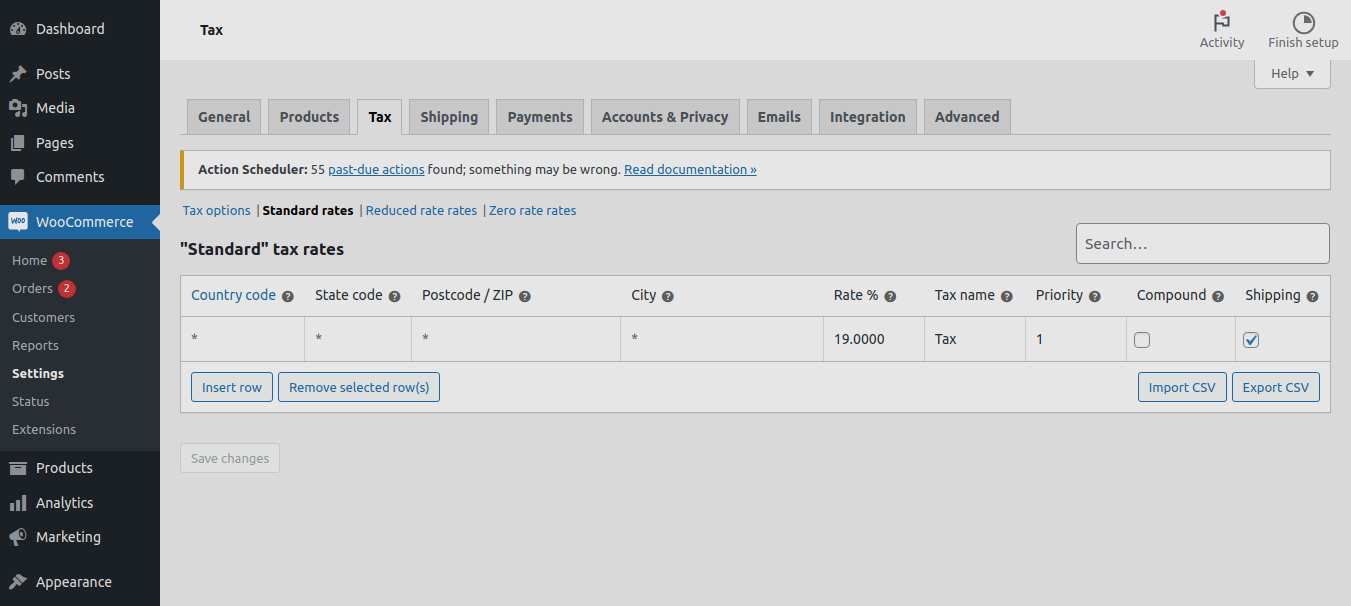 Dashboard
Posts
Media
Pages
Comments
WooCommerce
Home 3
Orders 2
Customers
Reports
Settings
Status
Extensions
Products
Analytics
Marketing
Appearance
Tax
Activity
Finish setup
Help
General Products Tax Shipping Payments Accounts & Privacy Emails Integration Advanced
Action Scheduler: 55 past-due actions found; something may be wrong. Read documentation »
Tax options | Standard rates | Reduced rate rates | Zero rate rates
"Standard" tax rates
Search…
Country code ? State code ? Postcode / ZIP ? City ? Rate % ? Tax name ? Priority ? Compound ? Shipping ?
* * * * 19.0000 Tax 1
Insert row Remove selected row(s) Import CSV Export CSV
Save changes